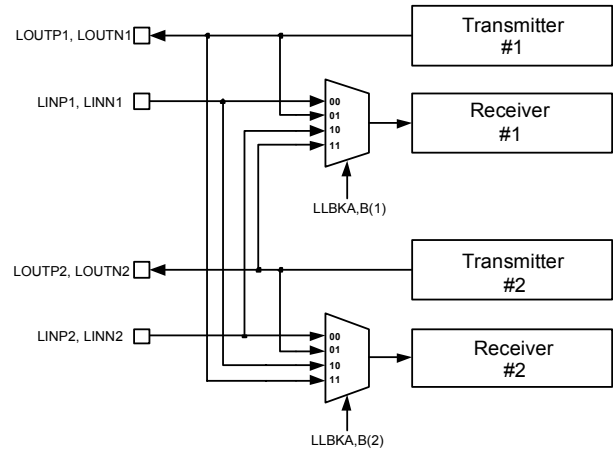 LOUTP1, LOUTN1
Transmitter
#1
LINP1, LINN1
00
01
10
11
Receiver
#1
LLBKA,B(1)
LOUTP2, LOUTN2
Transmitter
#2
LINP2, LINN2
00
01
10
11
Receiver
#2
LLBKA,B(2)